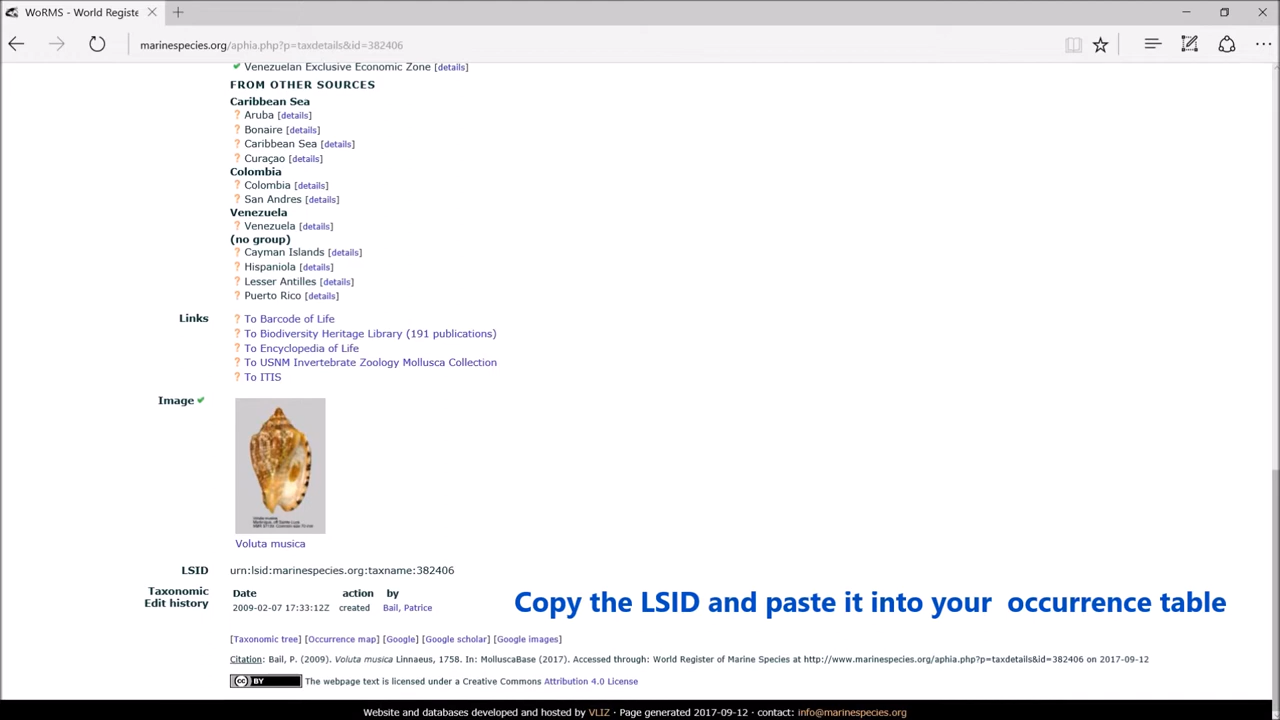 WoRMS - World Registe
marinespecies.org/aphia.php?p=taxdetails&id=382406
Venezuelan Exclusive Economic Zone [details]
FROM OTHER SOURCES
Caribbean Sea
? Aruba [details]
? Bonaire [details]
? Caribbean Sea [details]
? Curaçao [details]
Colombia
? Colombia [details]
? San Andres [details]
Venezuela
? Venezuela [details]
(no group)
? Cayman Islands [details]
? Hispaniola [details]
? Lesser Antilles [details]
? Puerto Rico [details]
Links ? To Barcode of Life
? To Biodiversity Heritage Library (191 publications)
? To Encyclopedia of Life
? To USNM Invertebrate Zoology Mollusca Collection
? To ITIS
Image
Voluta musica
LSID urn:lsid:marinespecies.org:taxname:382406
Taxonomic Edit history
Date action by
2009-02-07 17:33:12Z created Bail, Patrice
Copy the LSID and paste it into your occurrence table
[Taxonomic tree] [Occurrence map] [Google] [Google scholar] [Google images]
Citation: Bail, P. (2009). Voluta musica Linnaeus, 1758. In: MolluscaBase (2017). Accessed through: World Register of Marine Species at http://www.marinespecies.org/aphia.php?p=taxdetails&id=382406 on 2017-09-12
(cc) BY The webpage text is licensed under a Creative Commons Attribution 4.0 License
Website and databases developed and hosted by VLIZ · Page generated 2017-09-12 · contact: info@marinespecies.org